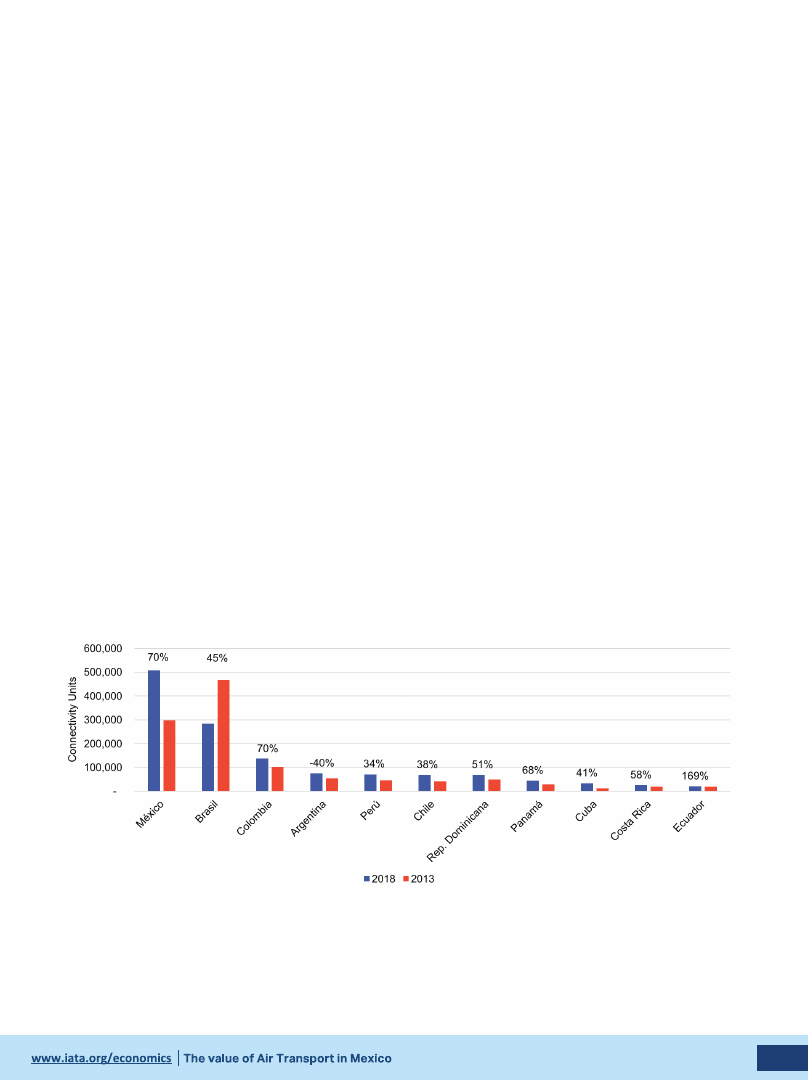 600,000
500,000
400,000
300,000
200,000
100,000
-
Connectivity Units
70% 45% 70% -40% 34% 38% 51% 68% 41% 58% 169%
México Brasil Colombia Argentina Perú Chile Rep. Dominicana Panamá Cuba Costa Rica Ecuador
2018 2013
www.iata.org/economics The value of Air Transport in Mexico